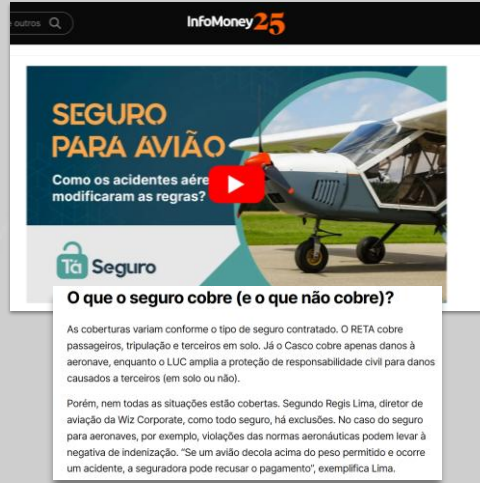 outros
InfoMoney 25
SEGURO
PARA AVIÃO
Como os acidentes aére
modificaram as regras?
Tá Seguro
O que o seguro cobre (e o que não cobre)?
As coberturas variam conforme o tipo de seguro contratado. O RETA cobre
passageiros, tripulação e terceiros em solo. Já o Casco cobre apenas danos à
aeronave, enquanto o LUC amplia a proteção de responsabilidade civil para danos
causados a terceiros (em solo ou não).
Porém, nem todas as situações estão cobertas. Segundo Regis Lima, diretor de
aviação da Wiz Corporate, como todo seguro, há exclusões. No caso do seguro
para aeronaves, por exemplo, violações das normas aeronáuticas podem levar à
negativa de indenização. “Se um avião decola acima do peso permitido e ocorre
um acidente, a seguradora pode recusar o pagamento”, exemplifica Lima.